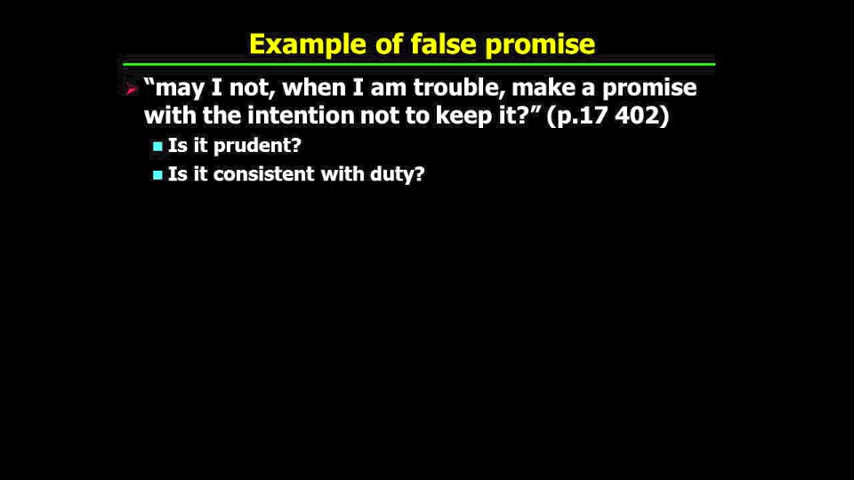 Example of false promise
“may I not, when I am trouble, make a promise
with the intention not to keep it?” (p.17 402)
Is it prudent?
Is it consistent with duty?